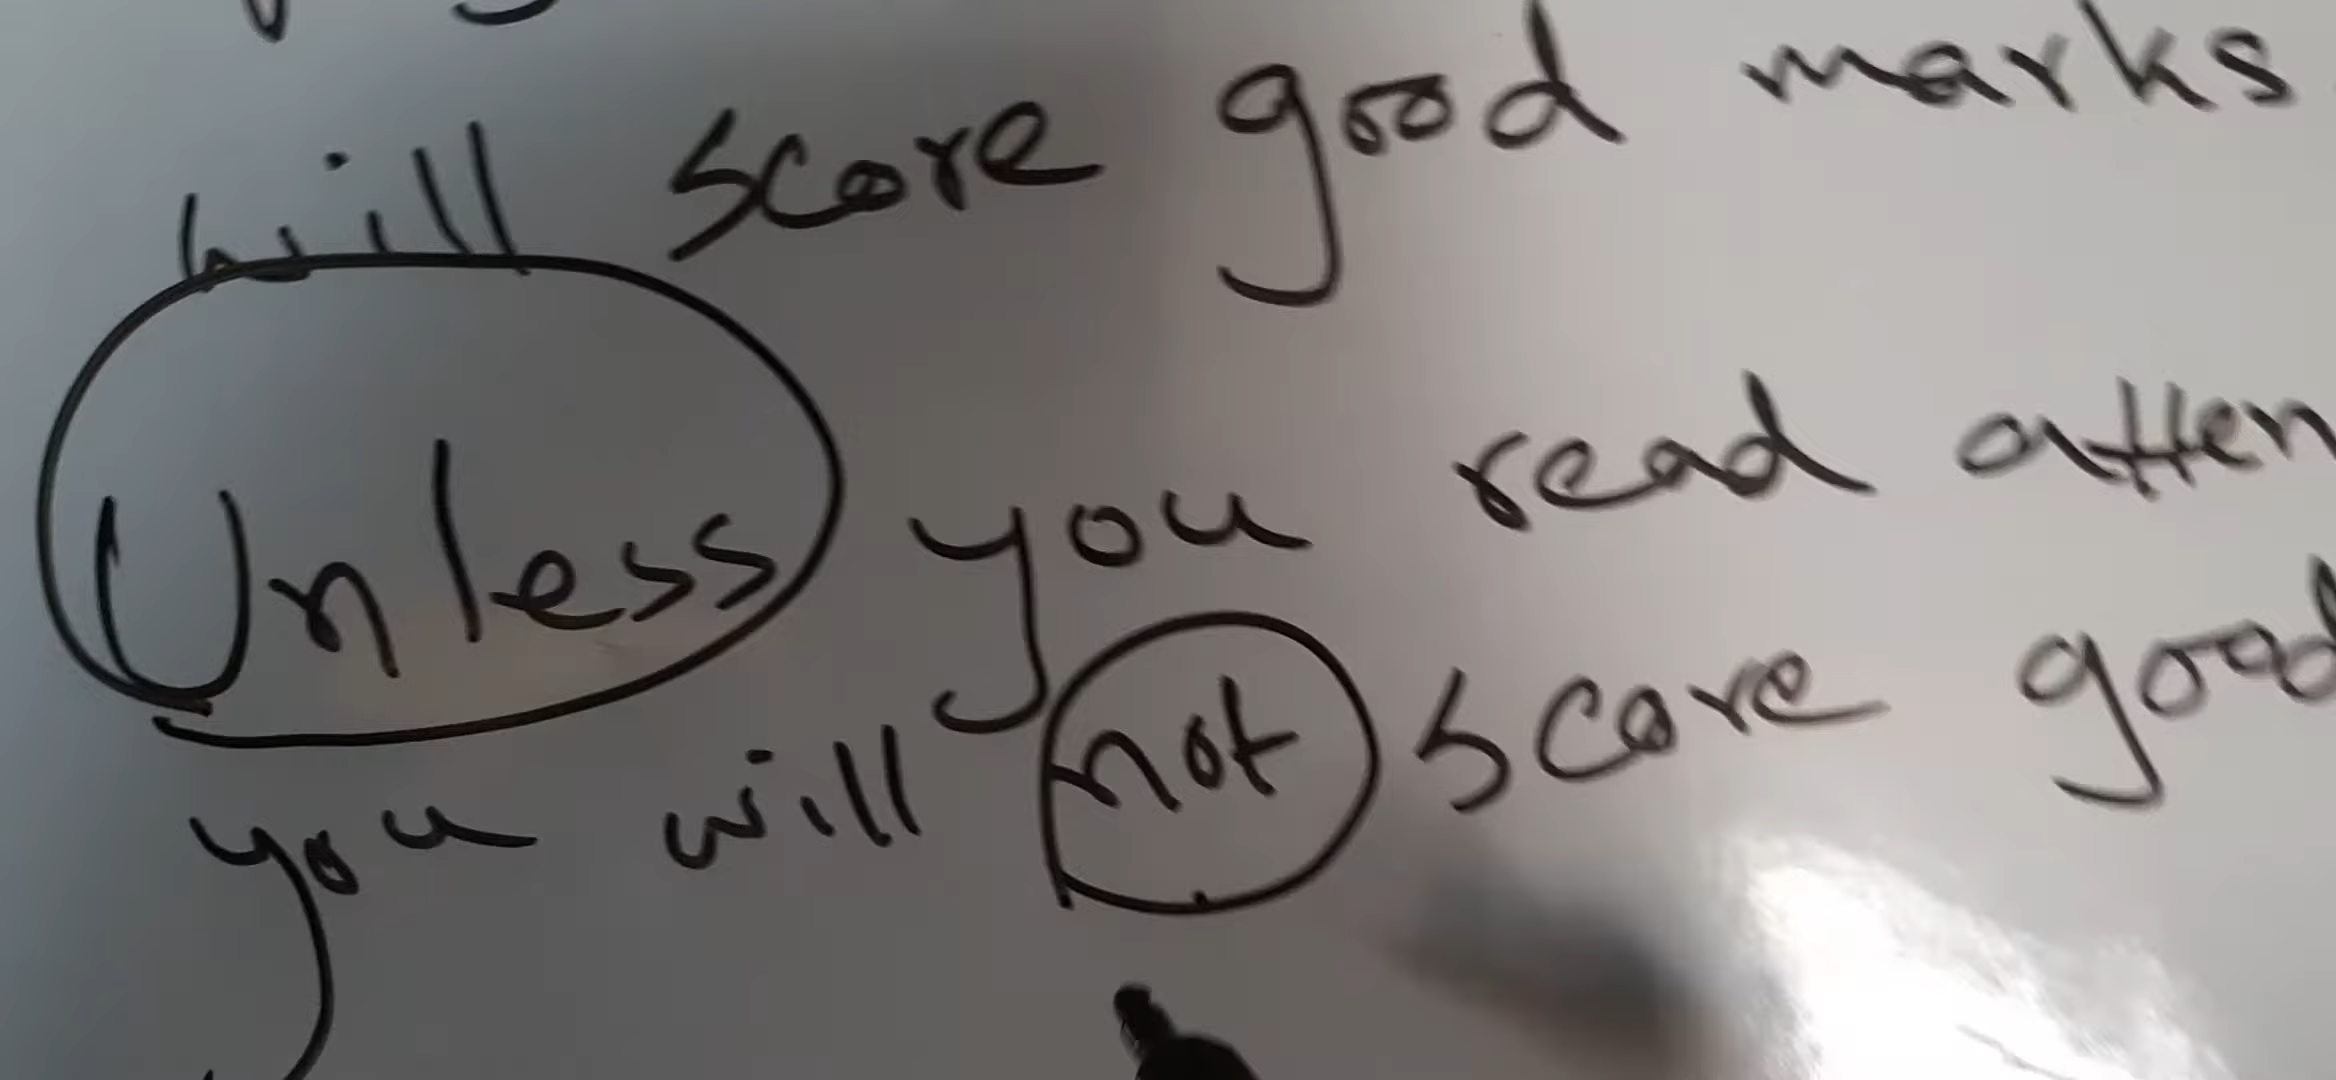 will score good marks.
Unless you read atten
you will not score good